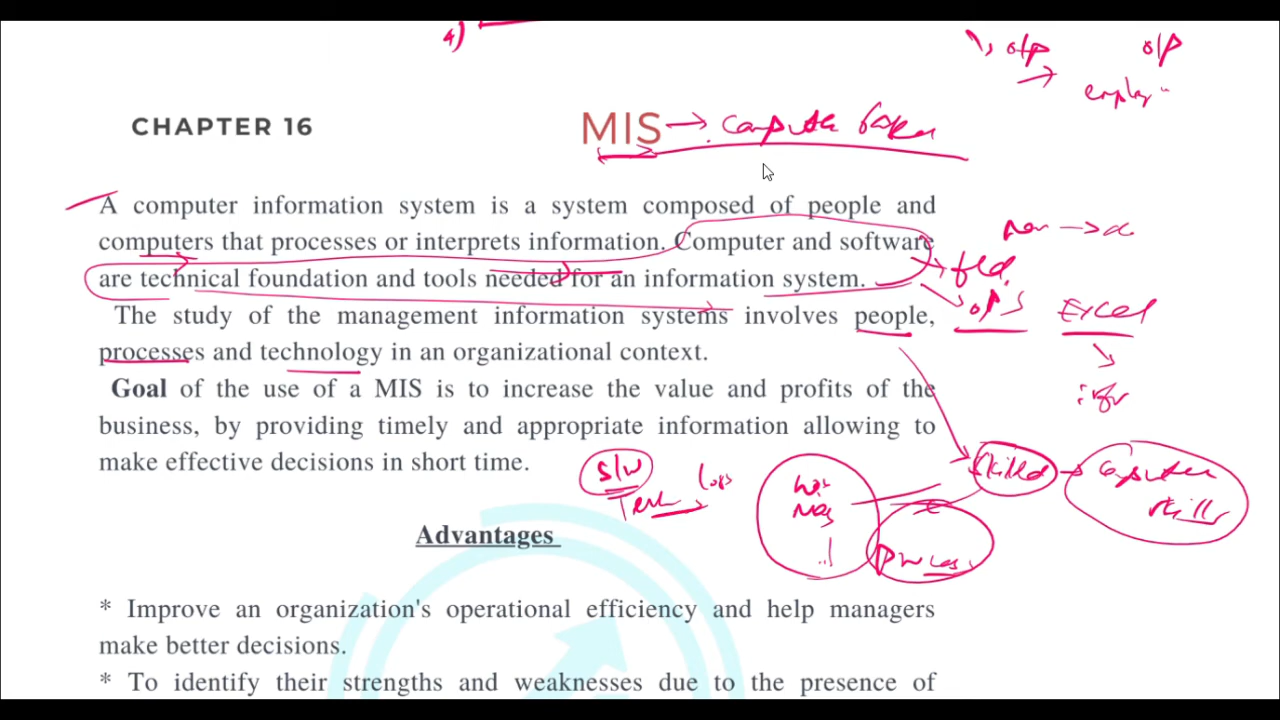 4)
o/p o/p
CHAPTER 16
MIS → Computer
A computer information system is a system composed of people and
computers that processes or interprets information. Computer and software
are technical foundation and tools needed for an information system.
The study of the management information systems involves people,
Excel
processes and technology in an organizational context.
Goal of the use of a MIS is to increase the value and profits of the
business, by providing timely and appropriate information allowing to
make effective decisions in short time.
S/W
Skilled → Computer
skills
Process
Advantages
* Improve an organization's operational efficiency and help managers
make better decisions.
* To identify their strengths and weaknesses due to the presence of